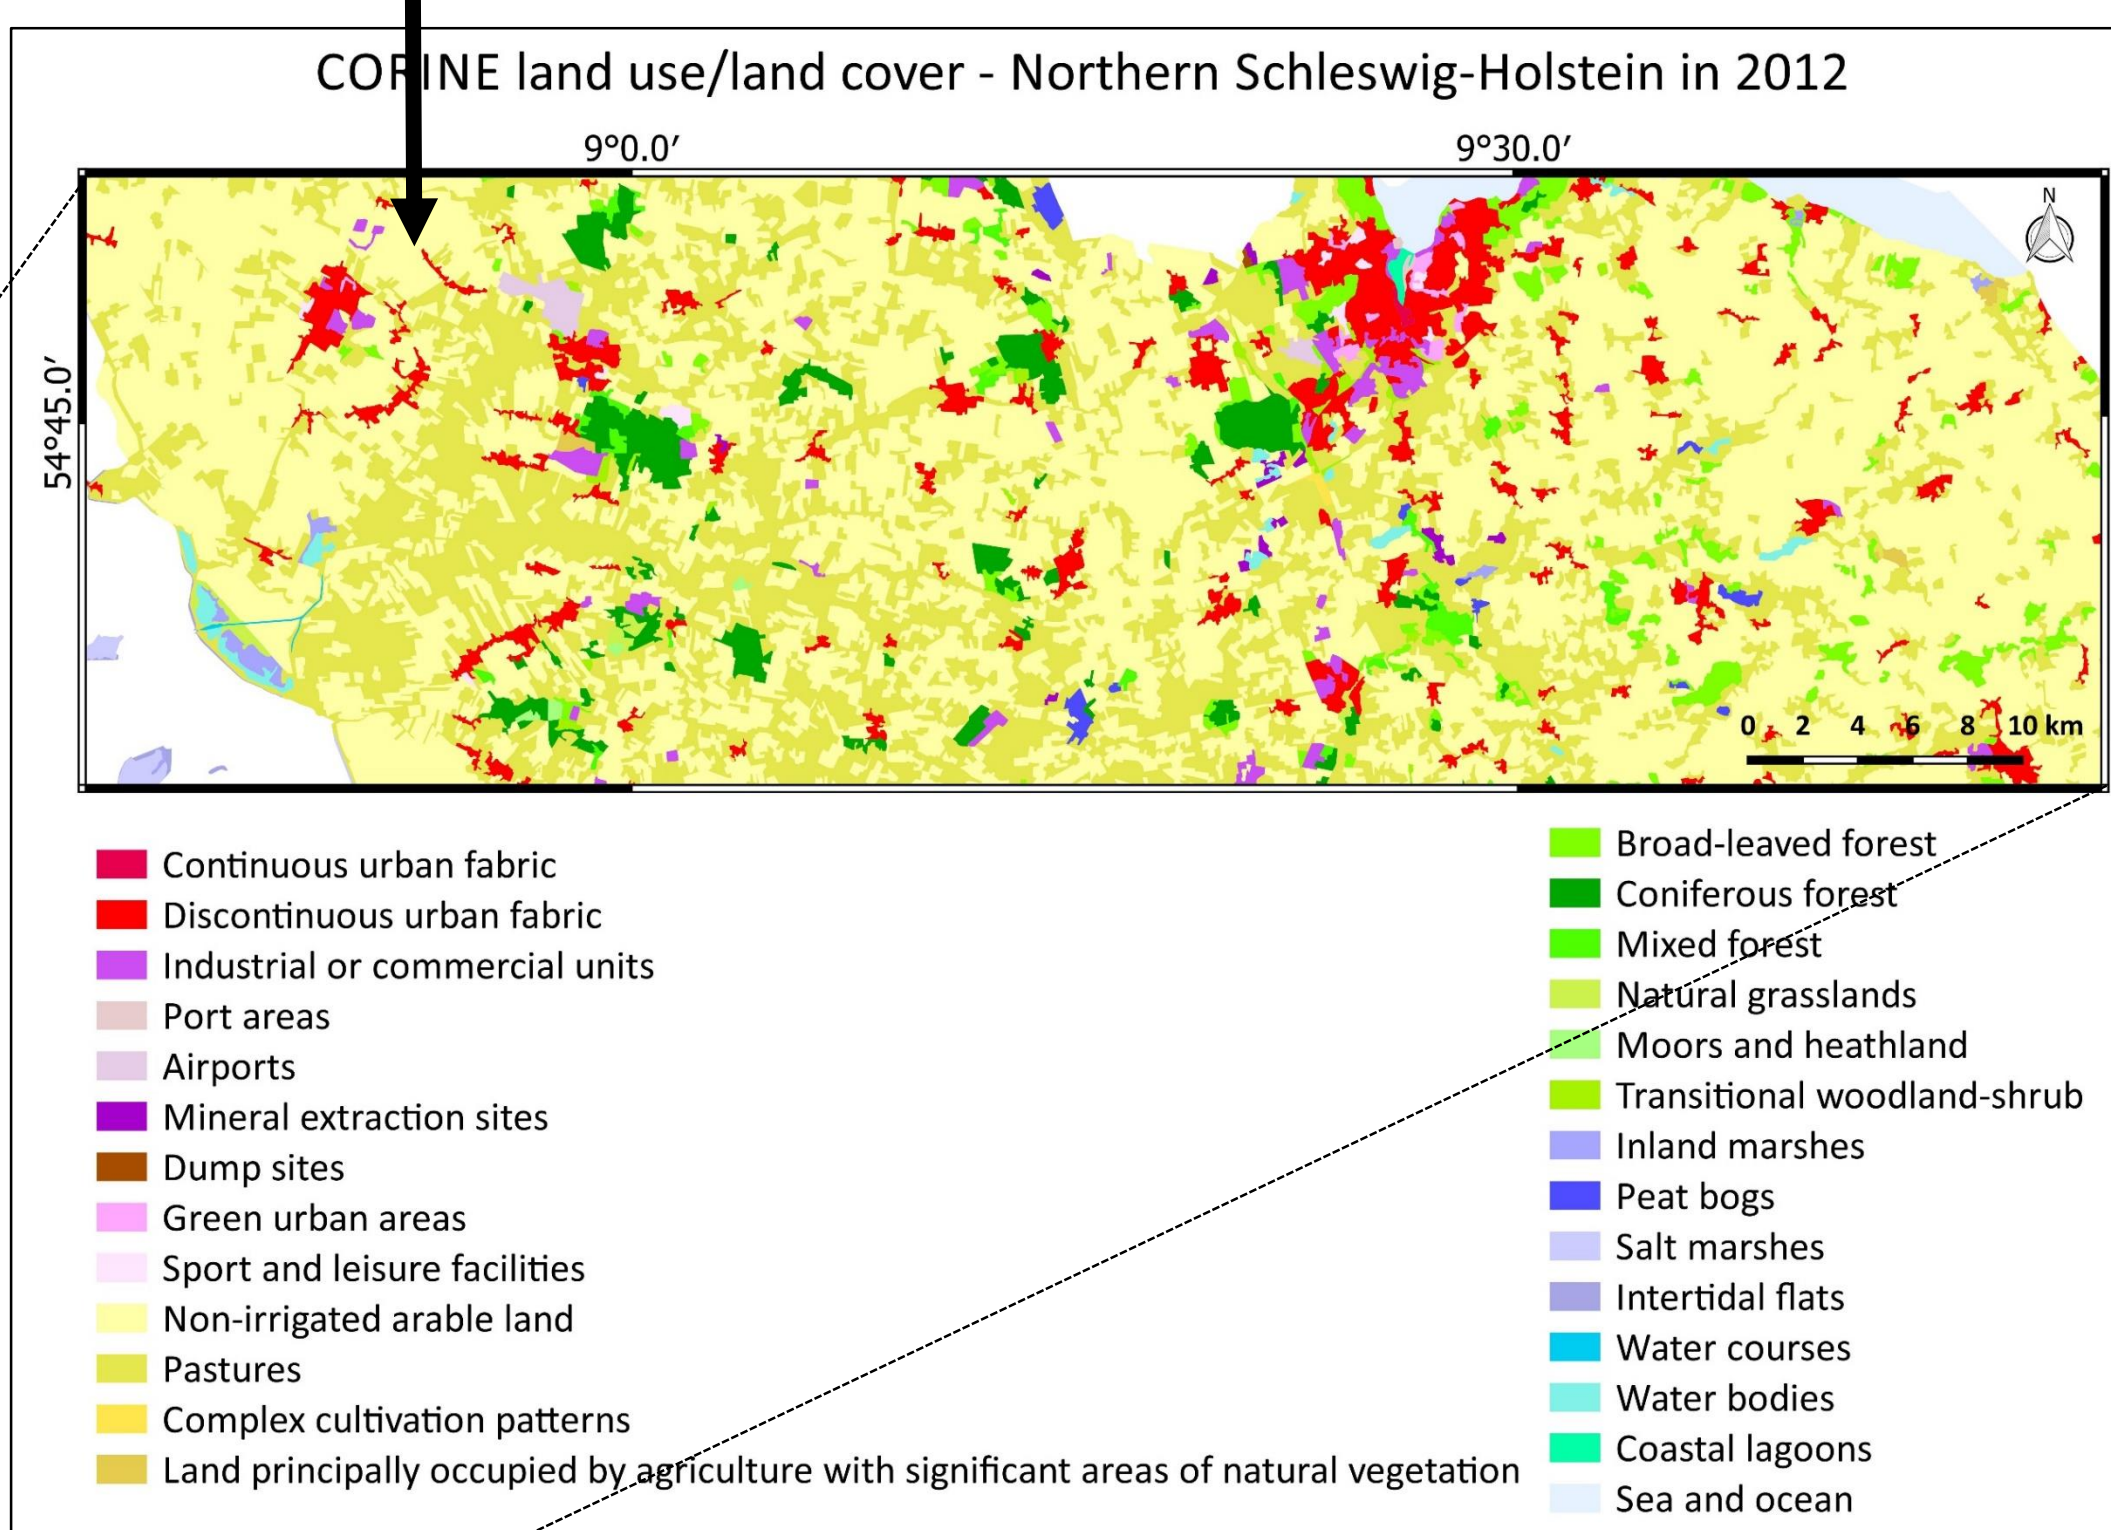 CORINE land use/land cover - Northern Schleswig-Holstein in 2012
9°0.0′
9°30.0′
54°45.0′
N
0 2 4 6 8 10 km
Continuous urban fabric
Discontinuous urban fabric
Industrial or commercial units
Port areas
Airports
Mineral extraction sites
Dump sites
Green urban areas
Sport and leisure facilities
Non-irrigated arable land
Pastures
Complex cultivation patterns
Land principally occupied by agriculture with significant areas of natural vegetation
Broad-leaved forest
Coniferous forest
Mixed forest
Natural grasslands
Moors and heathland
Transitional woodland-shrub
Inland marshes
Peat bogs
Salt marshes
Intertidal flats
Water courses
Water bodies
Coastal lagoons
Sea and ocean